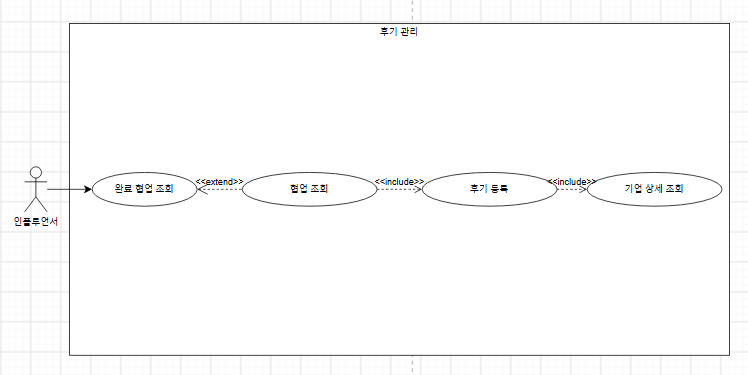 후기 관리
완료 협업 조회
<<extend>>
협업 조회
<<include>>
후기 등록
<<include>>
기업 상세 조회
인플루언서